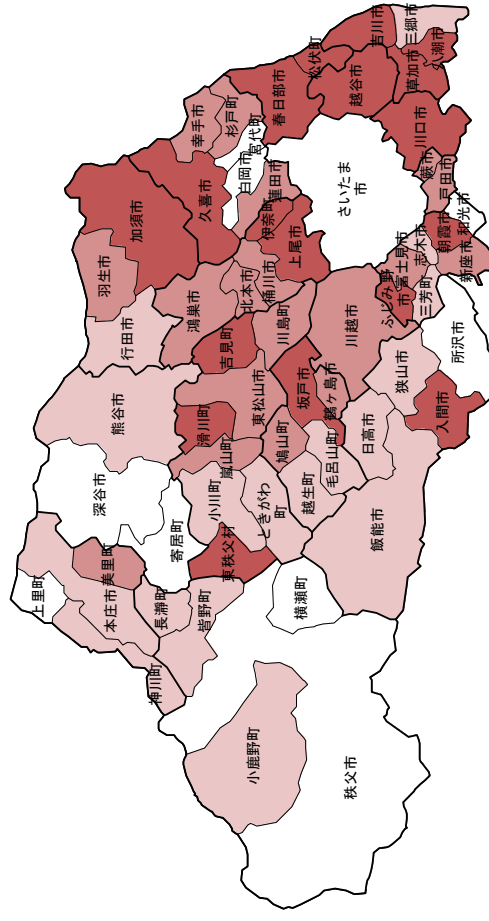 上里町
本庄市
美里町
神川町
長瀞町
皆野町
小鹿野町
秩父市
横瀬町
深谷市
寄居町
熊谷市
小川町
東秩父村
ときがわ
町
嵐山町
滑川町
東松山市
鳩山町
越生町
毛呂山町
日高市
飯能市
吉見町
坂戸市
鶴ヶ島市
川島町
川越市
狭山市
入間市
所沢市
行田市
羽生市
加須市
鴻巣市
北本市
桶川市
久喜市
伊奈町
上尾市
蓮田市
白岡市
宮代町
幸手市
杉戸町
春日部市
さいたま
市
松伏町
越谷市
吉川市
三郷市
八潮市
草加市
川口市
蕨市
戸田市
和光市
朝霞市
新座市
志木市
富士見市
三芳町
ふじみ野
市